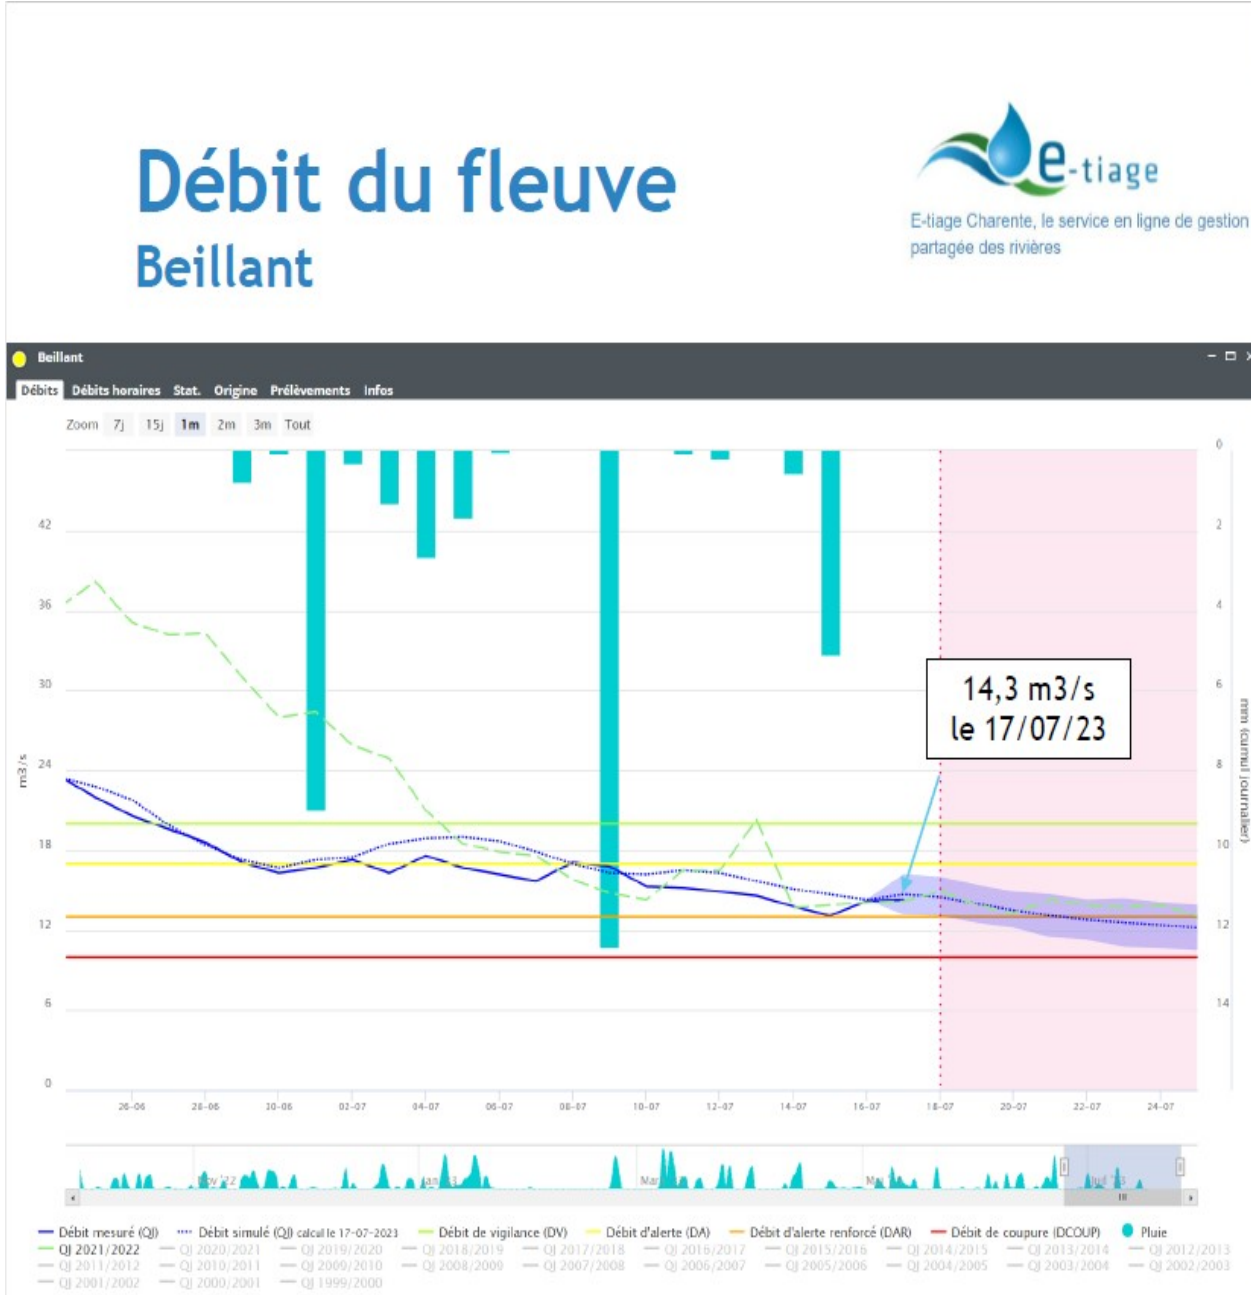 Débit du fleuve
Beillant
e-tiage
E-tiage Charente, le service en ligne de gestion
partagée des rivières
Beillant
Débits Débits horaires Stat. Origine Prélèvements Infos
Zoom 7j 15j 1m 2m 3m Tout
42
36
30
24
18
12
6
0
m3/s
0
2
4
6
8
10
12
14
mm (cumul journalier)
14,3 m3/s
le 17/07/23
26-06 28-06 30-06 02-07 04-07 06-07 08-07 10-07 12-07 14-07 16-07 18-07 20-07 22-07 24-07
Débit mesuré (QJ) Débit simulé (QJ) calcul le 17-07-2023 Débit de vigilance (DV) Débit d'alerte (DA) Débit d'alerte renforcé (DAR) Débit de coupure (DCOUP) Pluie
QJ 2021/2022 QJ 2020/2021 QJ 2019/2020 QJ 2018/2019 QJ 2017/2018 QJ 2016/2017 QJ 2015/2016 QJ 2014/2015 QJ 2013/2014 QJ 2012/2013
QJ 2011/2012 QJ 2010/2011 QJ 2009/2010 QJ 2008/2009 QJ 2007/2008 QJ 2006/2007 QJ 2005/2006 QJ 2004/2005 QJ 2003/2004 QJ 2002/2003
QJ 2001/2002 QJ 2000/2001 QJ 1999/2000